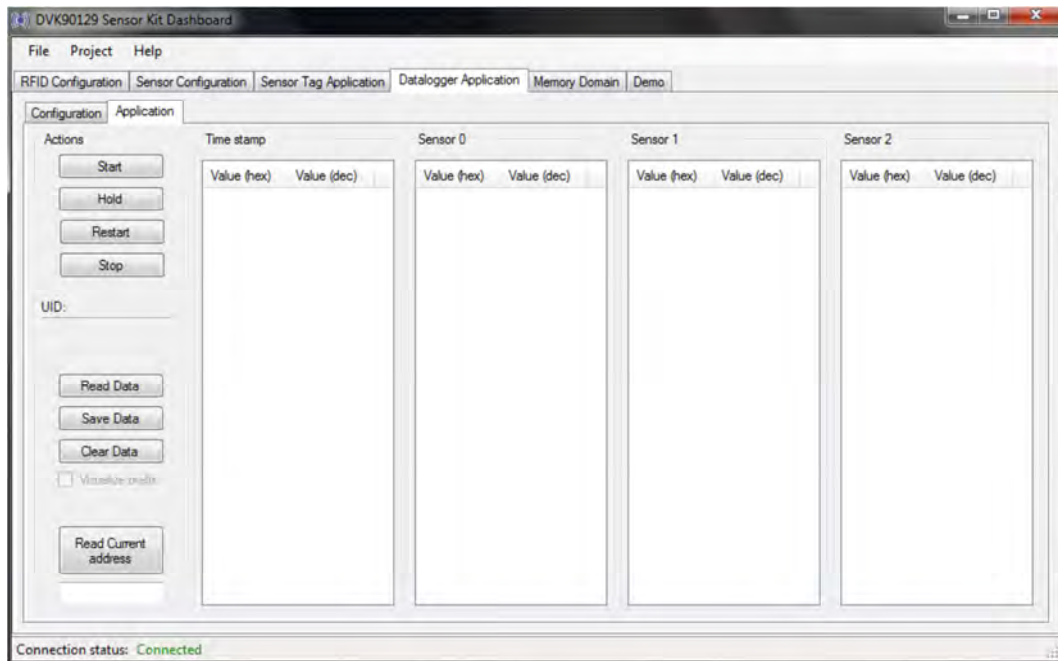 DVK90129 Sensor Kit Dashboard
File Project Help
RFID Configuration Sensor Configuration Sensor Tag Application Datalogger Application Memory Domain Demo
Configuration Application
Actions Time stamp Sensor 0 Sensor 1 Sensor 2
Start
Value (hex) Value (dec) Value (hex) Value (dec) Value (hex) Value (dec) Value (hex) Value (dec)
Hold
Restart
Stop
UID:
Read Data
Save Data
Clear Data
Read Current
address
Connection status: Connected